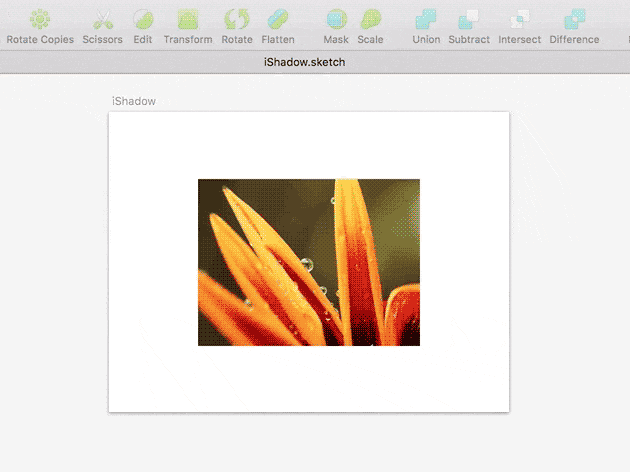 Rotate Copies Scissors Edit Transform Rotate Flatten Mask Scale Union Subtract Intersect Difference
iShadow.sketch
iShadow